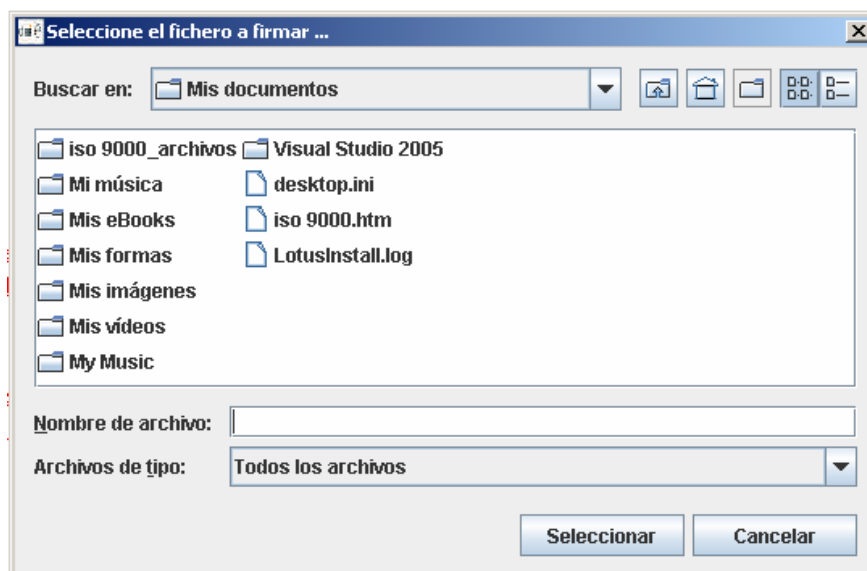 Seleccione el fichero a firmar ...
Buscar en: Mis documentos
iso 9000_archivos Visual Studio 2005
Mi música desktop.ini
Mis eBooks iso 9000.htm
Mis formas LotusInstall.log
Mis imágenes
Mis vídeos
My Music
Nombre de archivo:
Archivos de tipo: Todos los archivos
Seleccionar Cancelar